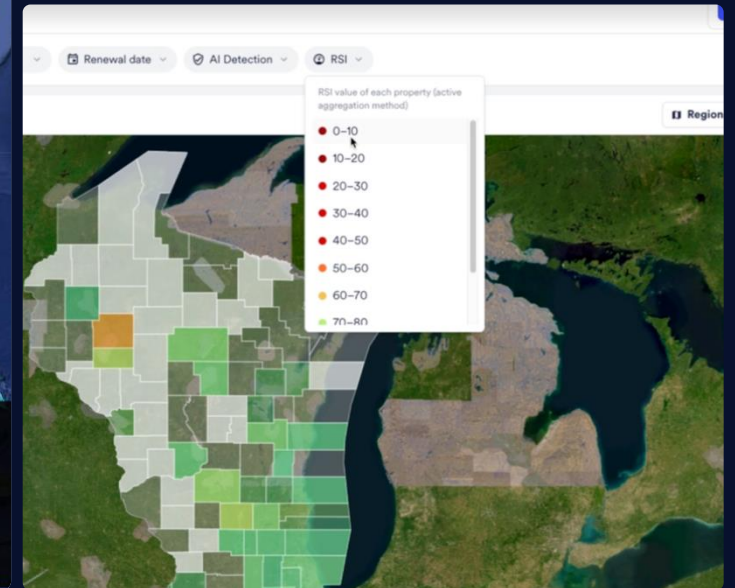 Renewal date
AI Detection
RSI
RSI value of each property (active
aggregation method)
Region
0–10
10–20
20–30
30–40
40–50
50–60
60–70
70–80